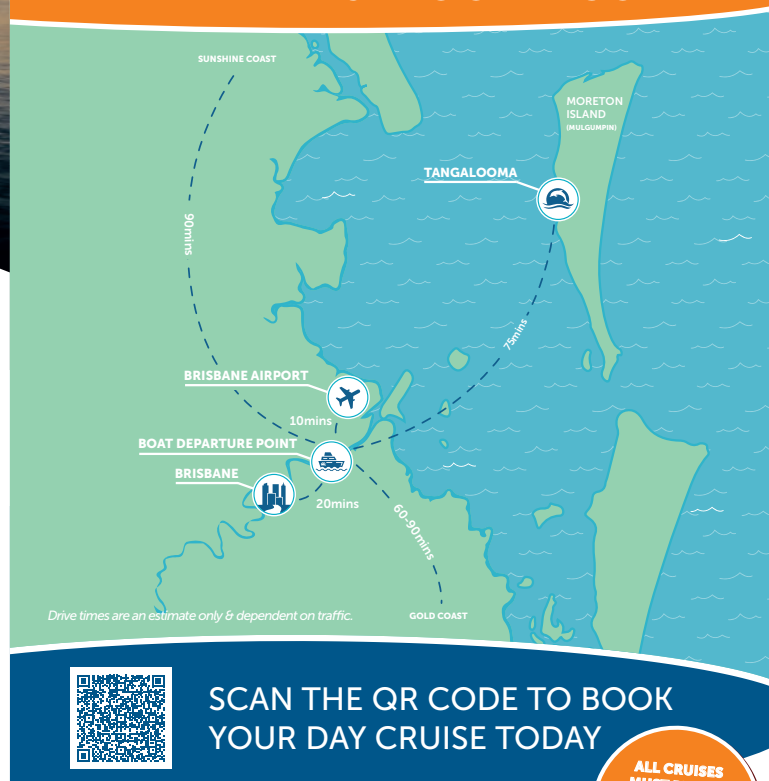 SUNSHINE COAST
MORETON
ISLAND
(MULGUMPIN)
TANGALOOMA
90mins
75mins
BRISBANE AIRPORT
10mins
BOAT DEPARTURE POINT
BRISBANE
20mins
60-90mins
Drive times are an estimate only & dependent on traffic.
GOLD COAST
SCAN THE QR CODE TO BOOK
YOUR DAY CRUISE TODAY
ALL CRUISES